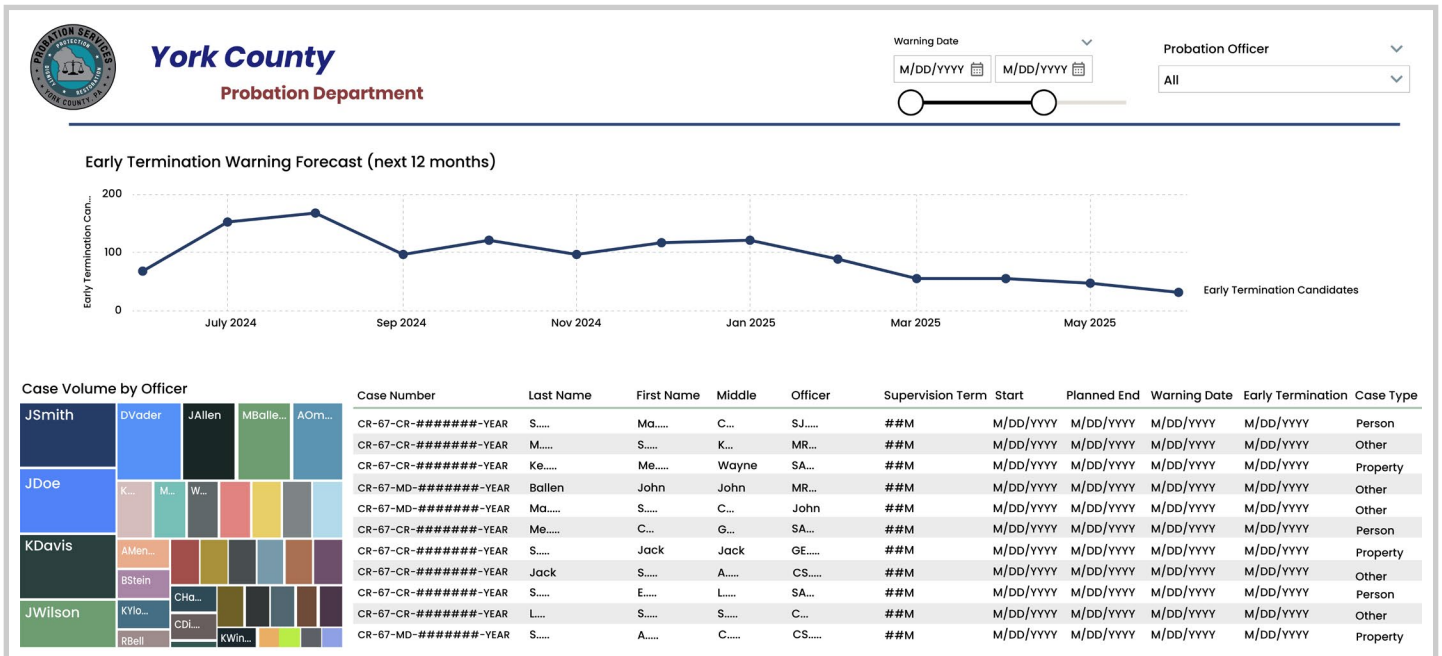 PROBATION SERVICES
PROTECTION
DIGNITY
RESTORATION
YORK COUNTY, PA
York County
Probation Department
Warning Date
M/DD/YYYY M/DD/YYYY
Probation Officer
All
Early Termination Warning Forecast (next 12 months)
Early Termination Can...
200
100
0
July 2024 Sep 2024 Nov 2024 Jan 2025 Mar 2025 May 2025
Early Termination Candidates
Case Volume by Officer
JSmith DVader JAllen MBalle... AOm...
JDoe K... M... W...
KDavis AMen...
BStein
CHa...
JWilson KYlo...
CDi....
RBell KWin...
Case Number Last Name First Name Middle Officer Supervision Term Start Planned End Warning Date Early Termination Case Type
CR-67-CR-#######-YEAR S..... Ma..... C... SJ..... ##M M/DD/YYYY M/DD/YYYY M/DD/YYYY M/DD/YYYY Person
CR-67-CR-#######-YEAR M..... S..... K... MR... ##M M/DD/YYYY M/DD/YYYY M/DD/YYYY M/DD/YYYY Other
CR-67-CR-#######-YEAR Ke..... Me..... Wayne SA... ##M M/DD/YYYY M/DD/YYYY M/DD/YYYY M/DD/YYYY Property
CR-67-MD-#######-YEAR Ballen John John MR... ##M M/DD/YYYY M/DD/YYYY M/DD/YYYY M/DD/YYYY Other
CR-67-MD-#######-YEAR Ma..... S..... C... John ##M M/DD/YYYY M/DD/YYYY M/DD/YYYY M/DD/YYYY Other
CR-67-CR-#######-YEAR Me..... C... G... SA... ##M M/DD/YYYY M/DD/YYYY M/DD/YYYY M/DD/YYYY Person
CR-67-CR-#######-YEAR S..... Jack Jack GE..... ##M M/DD/YYYY M/DD/YYYY M/DD/YYYY M/DD/YYYY Property
CR-67-CR-#######-YEAR Jack S..... A..... CS..... ##M M/DD/YYYY M/DD/YYYY M/DD/YYYY M/DD/YYYY Other
CR-67-CR-#######-YEAR S..... E..... L..... SA... ##M M/DD/YYYY M/DD/YYYY M/DD/YYYY M/DD/YYYY Person
CR-67-CR-#######-YEAR L.... S..... S..... C... ##M M/DD/YYYY M/DD/YYYY M/DD/YYYY M/DD/YYYY Other
CR-67-MD-#######-YEAR S..... A..... C..... CS..... ##M M/DD/YYYY M/DD/YYYY M/DD/YYYY M/DD/YYYY Property